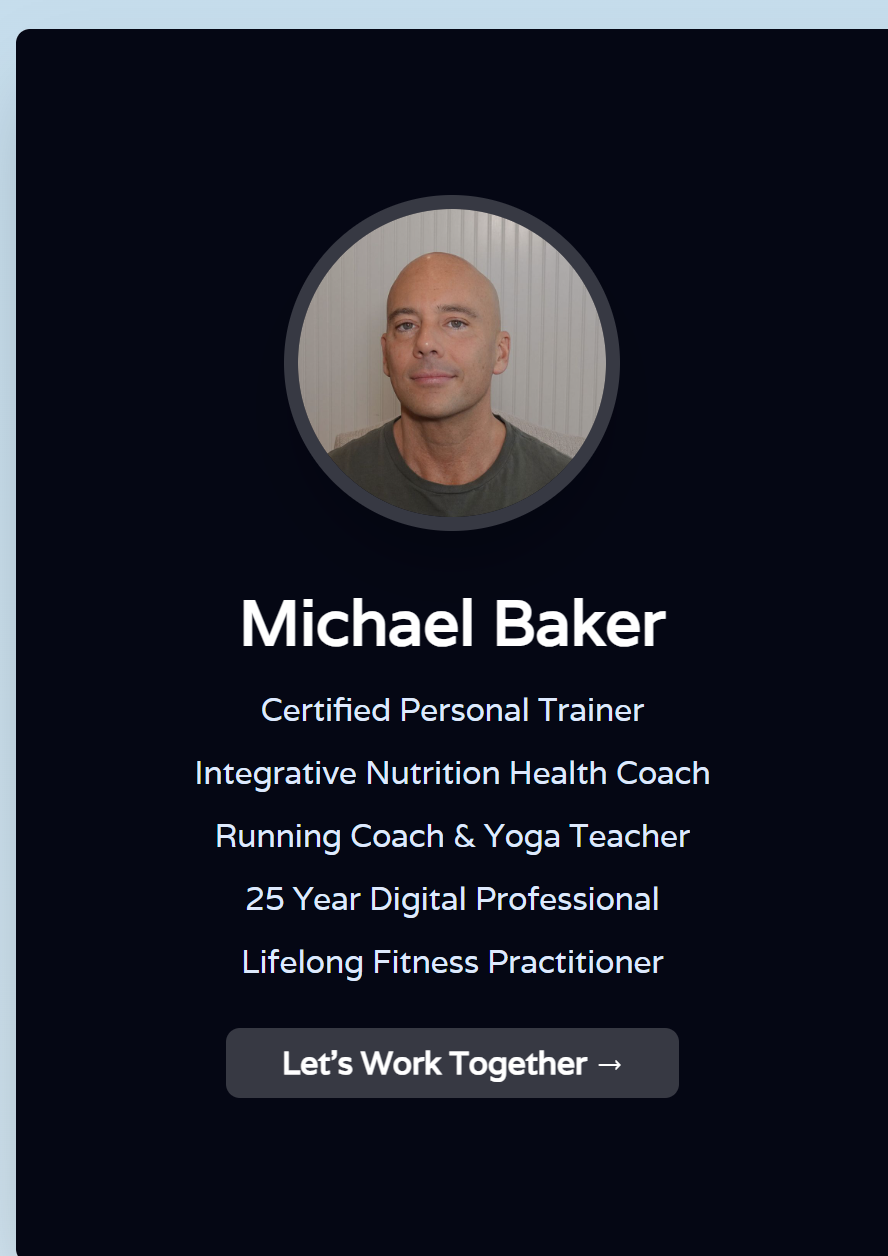 Michael Baker
Certified Personal Trainer
Integrative Nutrition Health Coach
Running Coach & Yoga Teacher
25 Year Digital Professional
Lifelong Fitness Practitioner
Let’s Work Together →